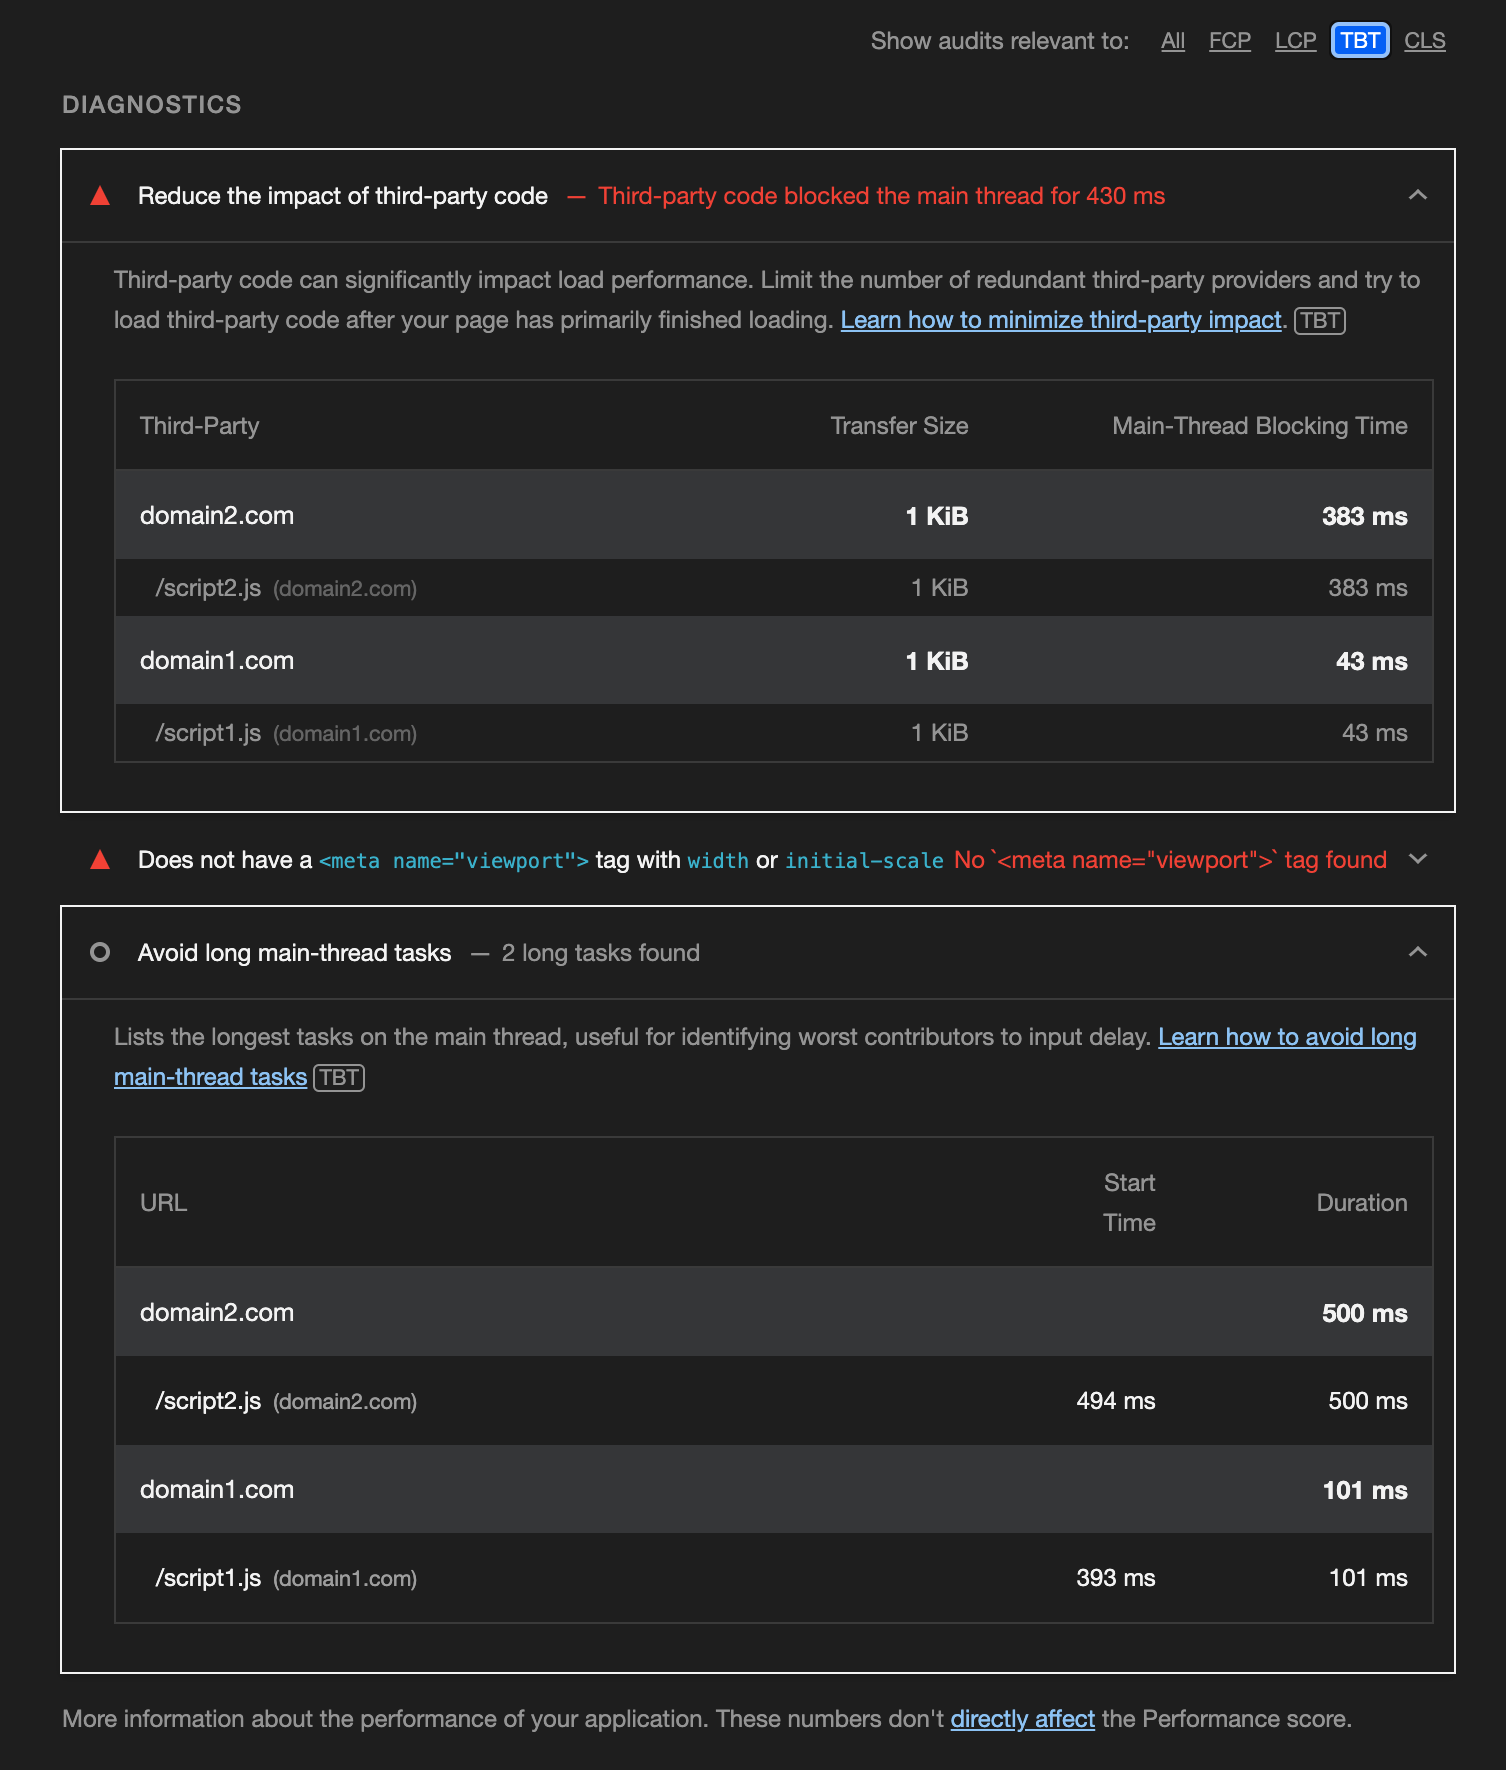 Show audits relevant to: All FCP LCP TBT CLS
DIAGNOSTICS
Reduce the impact of third-party code — Third-party code blocked the main thread for 430 ms
Third-party code can significantly impact load performance. Limit the number of redundant third-party providers and try to
load third-party code after your page has primarily finished loading. Learn how to minimize third-party impact. TBT
Third-Party Transfer Size Main-Thread Blocking Time
domain2.com 1 KiB 383 ms
/script2.js (domain2.com) 1 KiB 383 ms
domain1.com 1 KiB 43 ms
/script1.js (domain1.com) 1 KiB 43 ms
Does not have a <meta name="viewport"> tag with width or initial-scale No `<meta name="viewport">` tag found
Avoid long main-thread tasks — 2 long tasks found
Lists the longest tasks on the main thread, useful for identifying worst contributors to input delay. Learn how to avoid long
main-thread tasks TBT
URL Start Time Duration
domain2.com 500 ms
/script2.js (domain2.com) 494 ms 500 ms
domain1.com 101 ms
/script1.js (domain1.com) 393 ms 101 ms
More information about the performance of your application. These numbers don't directly affect the Performance score.